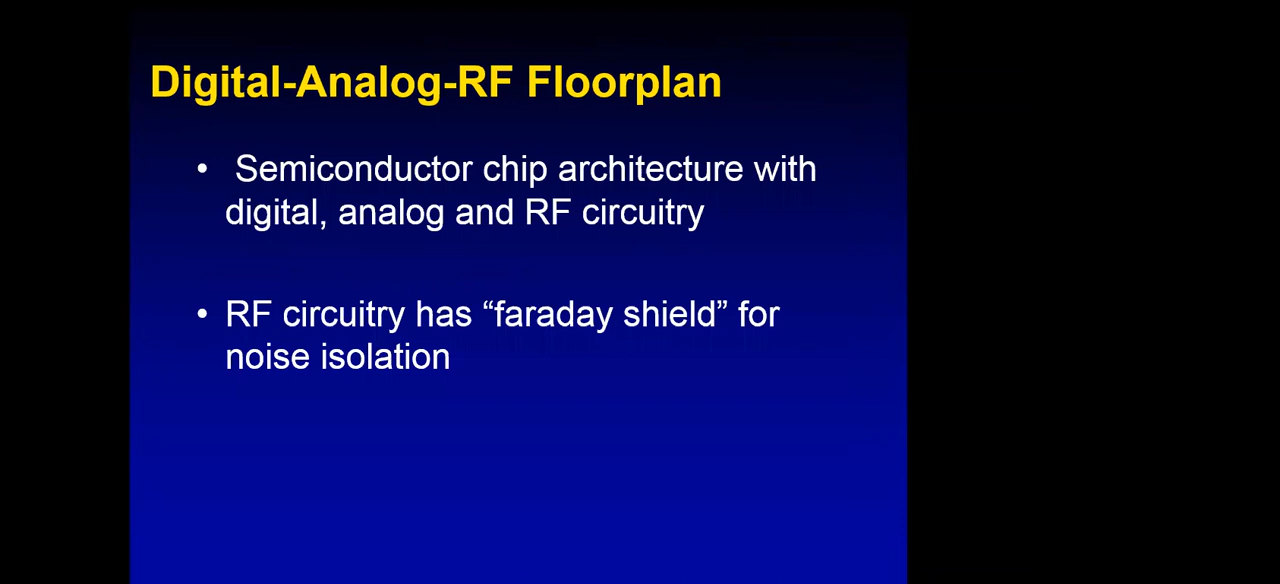 Digital-Analog-RF Floorplan
• Semiconductor chip architecture with
digital, analog and RF circuitry
• RF circuitry has “faraday shield” for
noise isolation